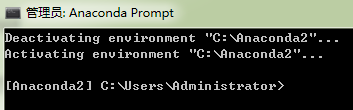 管理员: Anaconda Prompt
Deactivating environment "C:\Anaconda2"...
Activating environment "C:\Anaconda2"...
[Anaconda2] C:\Users\Administrator>